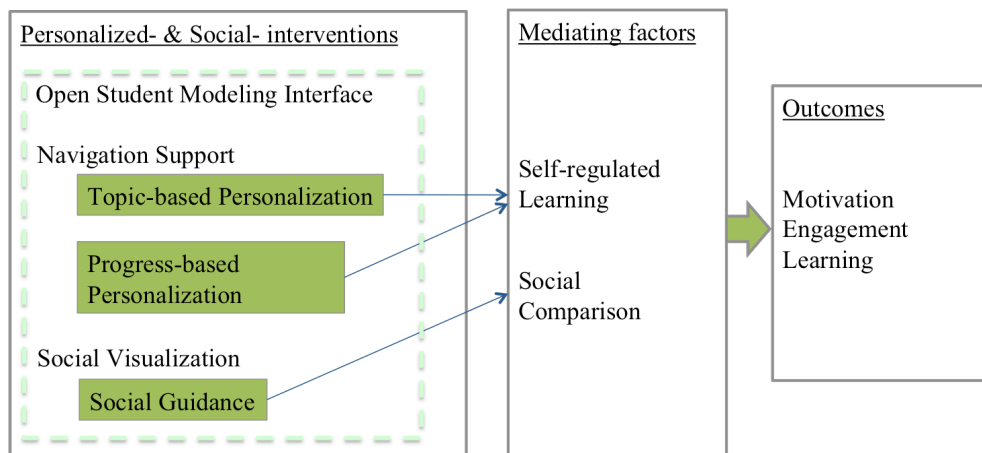 Personalized- & Social- interventions
Open Student Modeling Interface
Navigation Support
Topic-based Personalization
Progress-based
Personalization
Social Visualization
Social Guidance
Mediating factors
Self-regulated
Learning
Social
Comparison
Outcomes
Motivation
Engagement
Learning